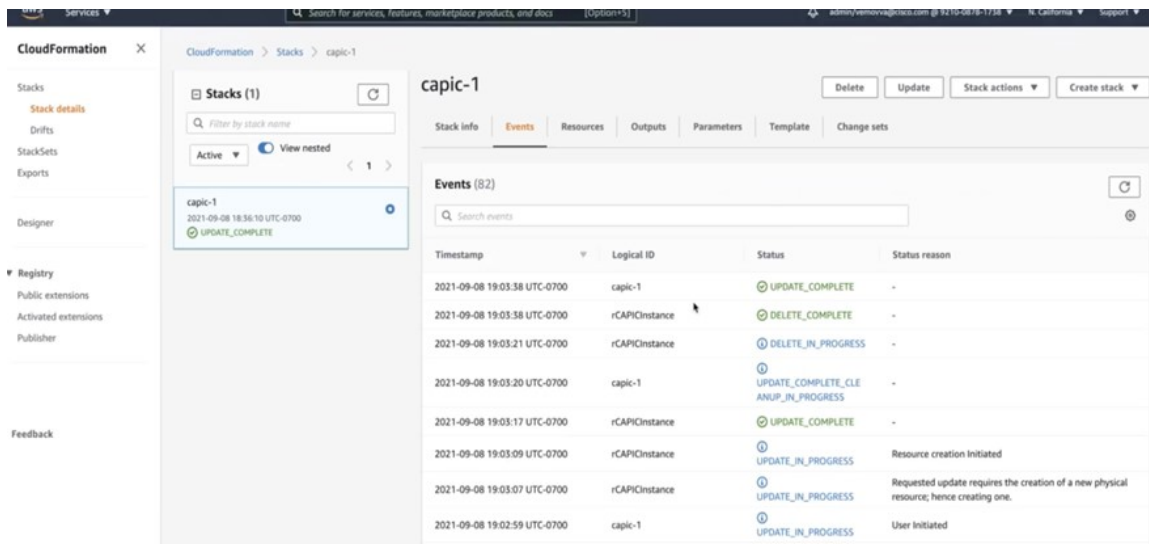 aws Services ▼ Search for services, features, marketplace products, and docs [Option+S] admin/vemovva@cisco.com @ 9210-0878-1738 ▼ N. California ▼ Support ▼
CloudFormation ×
Stacks
Stack details
Drifts
StackSets
Exports
Designer
Registry
Public extensions
Activated extensions
Publisher
Feedback
CloudFormation > Stacks > capic-1
Stacks (1)
Filter by stack name
Active ▼ View nested
< 1 >
capic-1
2021-09-08 18:36:10 UTC-0700
UPDATE_COMPLETE
capic-1
Delete Update Stack actions ▼ Create stack ▼
Stack info Events Resources Outputs Parameters Template Change sets
Events (82)
Search events
Timestamp Logical ID Status Status reason
2021-09-08 19:03:38 UTC-0700 capic-1 UPDATE_COMPLETE -
2021-09-08 19:03:38 UTC-0700 rCAPICInstance DELETE_COMPLETE -
2021-09-08 19:03:21 UTC-0700 rCAPICInstance DELETE_IN_PROGRESS -
2021-09-08 19:03:20 UTC-0700 capic-1 UPDATE_COMPLETE_CLE -
ANUP_IN_PROGRESS
2021-09-08 19:03:17 UTC-0700 rCAPICInstance UPDATE_COMPLETE -
2021-09-08 19:03:09 UTC-0700 rCAPICInstance UPDATE_IN_PROGRESS Resource creation Initiated
2021-09-08 19:03:07 UTC-0700 rCAPICInstance UPDATE_IN_PROGRESS Requested update requires the creation of a new physical
resource; hence creating one.
2021-09-08 19:02:59 UTC-0700 capic-1 UPDATE_IN_PROGRESS User Initiated